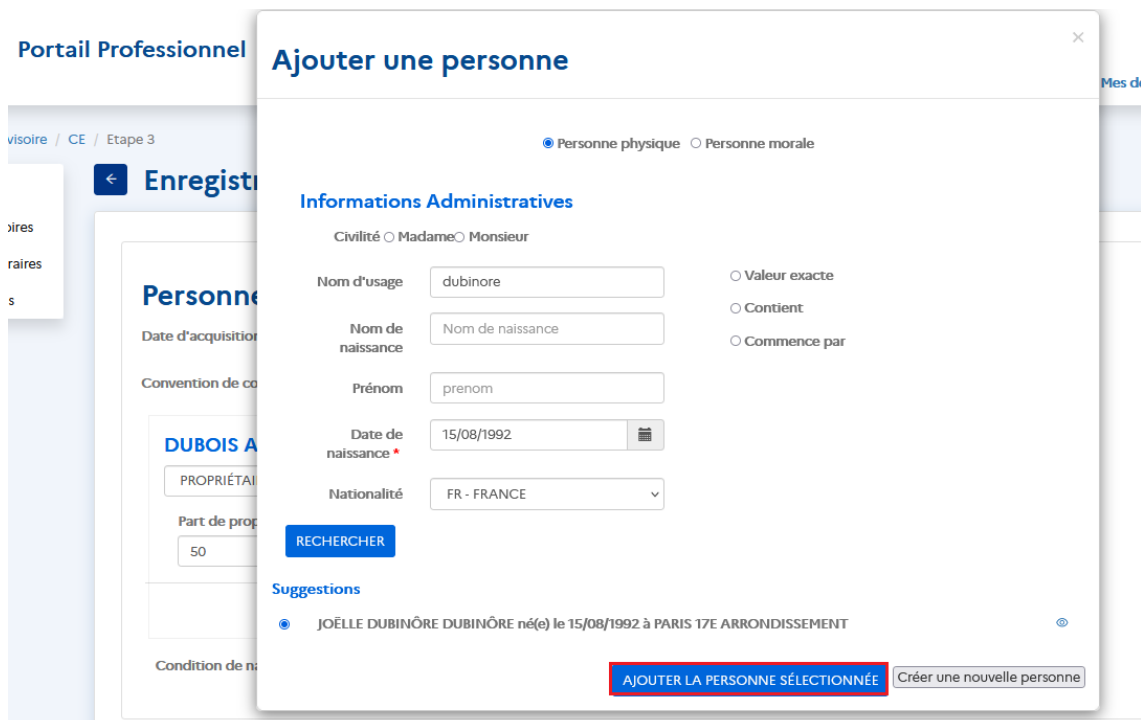 Portail Professionnel
Mes de
visoire / CE / Etape 3
Enregistr
oires
raires
s
Personne
Date d'acquisition
Convention de co
DUBOIS A
PROPRIÉTAI
Part de prop
50
Condition de na
×
Ajouter une personne
Personne physique Personne morale
Informations Administratives
Civilité Madame Monsieur
Nom d'usage dubinore Valeur exacte
Nom de naissance Nom de naissance Contient
Commence par
Prénom prenom
Date de naissance * 15/08/1992
Nationalité FR - FRANCE
RECHERCHER
Suggestions
JOËLLE DUBINÔRE DUBINÔRE né(e) le 15/08/1992 à PARIS 17E ARRONDISSEMENT
AJOUTER LA PERSONNE SÉLECTIONNÉE Créer une nouvelle personne